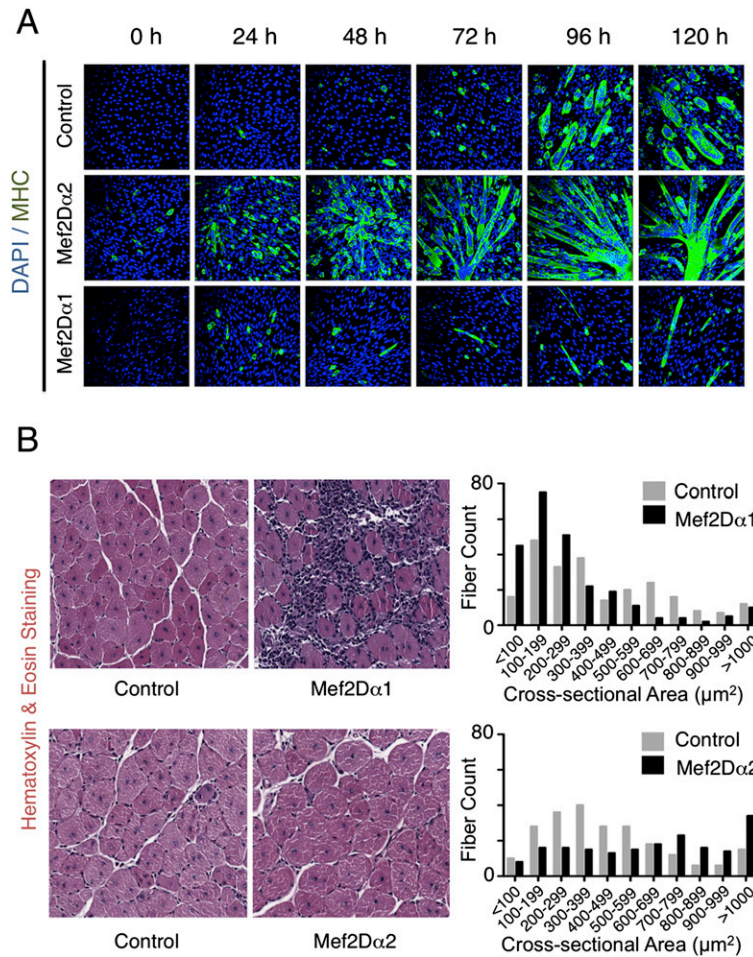 A
0 h 24 h 48 h 72 h 96 h 120 h
DAPI / MHC
Control
Mef2Dα2
Mef2Dα1
B
Hematoxylin & Eosin Staining
Control
Mef2Dα1
Fiber Count
80
40
0
Control
Mef2Dα1
<100 100-199 200-299 300-399 400-499 500-599 600-699 700-799 800-899 900-999 >1000
Cross-sectional Area (µm²)
Control
Mef2Dα2
Fiber Count
80
40
0
Control
Mef2Dα2
<100 100-199 200-299 300-399 400-499 500-599 600-699 700-799 800-899 900-999 >1000
Cross-sectional Area (µm²)